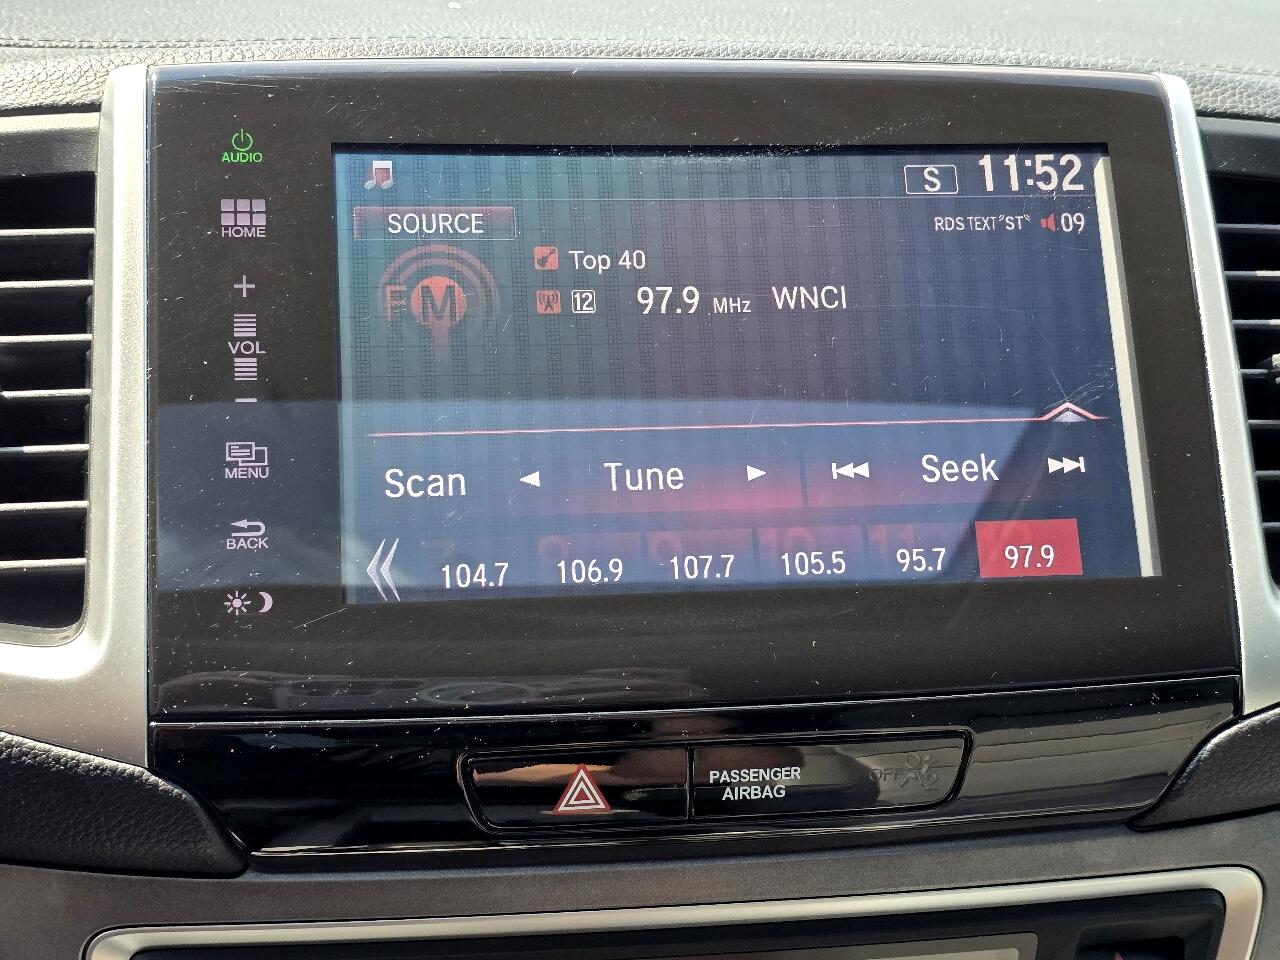 AUDIO
HOME
+
VOL
−
MENU
BACK
S 11:52
SOURCE
RDS TEXT "ST" 09
FM
Top 40
12 97.9 MHz WNCI
Scan Tune Seek
104.7 106.9 107.7 105.5 95.7 97.9
PASSENGER
AIRBAG
OFF